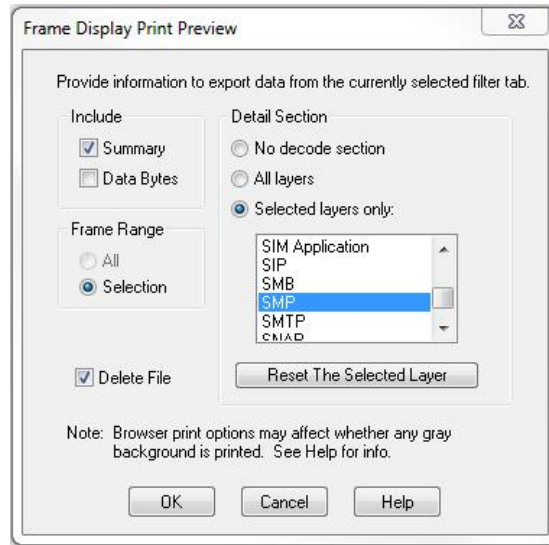 Frame Display Print Preview
Provide information to export data from the currently selected filter tab.
Include
Summary
Data Bytes
Frame Range
All
Selection
Delete File
Detail Section
No decode section
All layers
Selected layers only:
SIM Application
SIP
SMB
SMP
SMTP
SNAP
Reset The Selected Layer
Note: Browser print options may affect whether any gray
background is printed. See Help for info.
OK
Cancel
Help